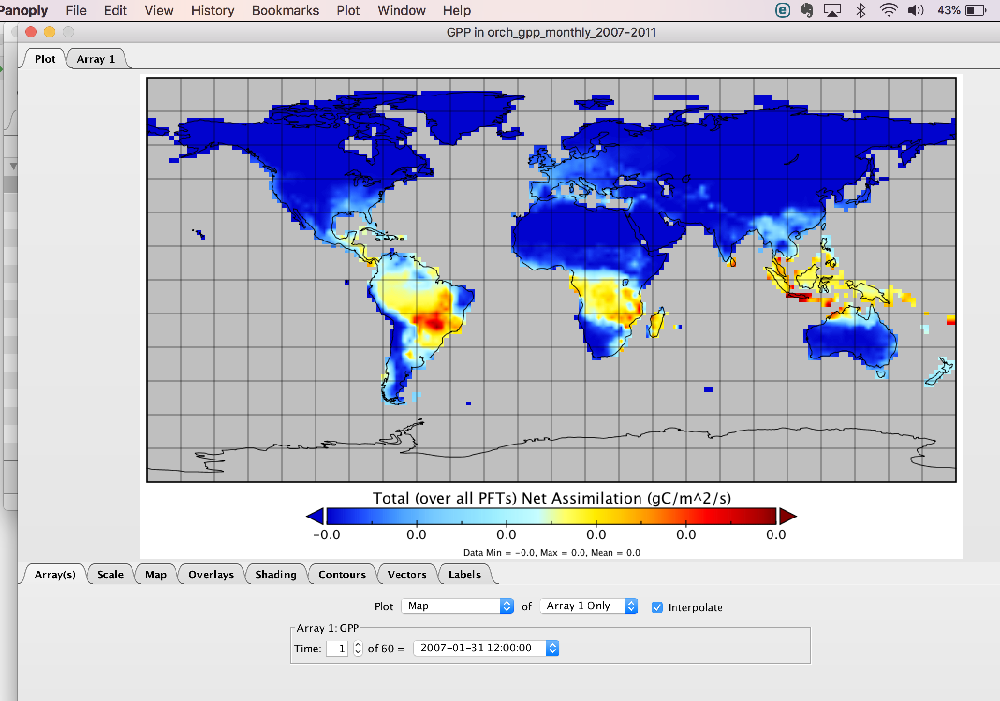 Panoply File Edit View History Bookmarks Plot Window Help 43%
GPP in orch_gpp_monthly_2007-2011
Plot Array 1
Total (over all PFTs) Net Assimilation (gC/m^2/s)
-0.0 0.0 0.0 0.0 0.0 0.0
Data Min = -0.0, Max = 0.0, Mean = 0.0
Array(s) Scale Map Overlays Shading Contours Vectors Labels
Plot Map of Array 1 Only Interpolate
Array 1: GPP
Time: 1 of 60 = 2007-01-31 12:00:00